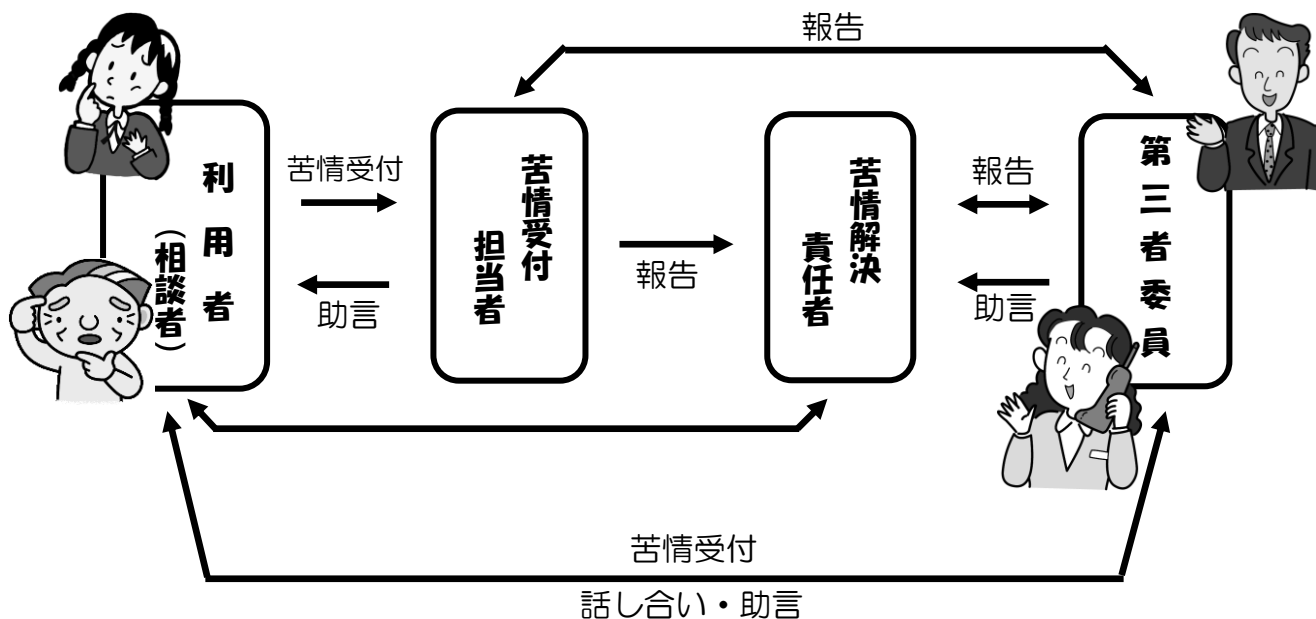 報告
利用者
(相談者)
苦情受付
助言
苦情受付
担当者
報告
苦情解決
責任者
報告
助言
第三者委員
苦情受付
話し合い・助言